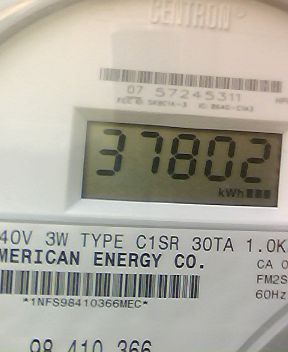 CENTRON®
07 57245311
37802
kWh
40V 3W TYPE C1SR 30TA 1.0K
MERICAN ENERGY CO.
CA 0
FM2S
*1NFS98410366MEC*
60Hz
98 410 366